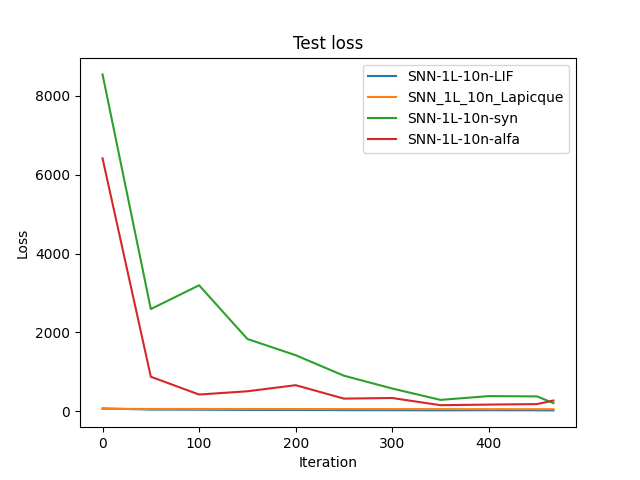 Test loss
SNN-1L-10n-LIF
SNN_1L_10n_Lapicque
SNN-1L-10n-syn
SNN-1L-10n-alfa
8000
6000
4000
2000
0
Loss
0 100 200 300 400
Iteration